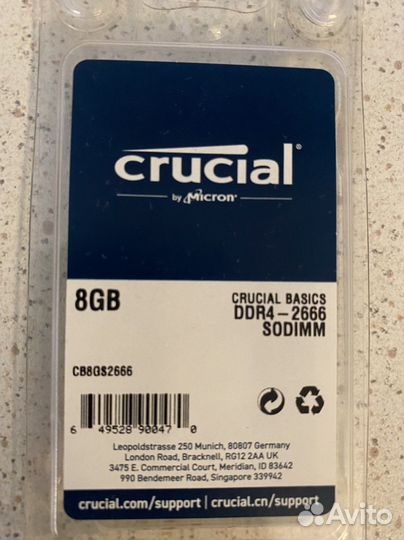 crucial®
by Micron®
8GB
CRUCIAL BASICS
DDR4-2666
SODIMM
CB8GS2666
6 49528 90047 0
Leopoldstrasse 250 Munich, 80807 Germany
London Road, Bracknell, RG12 2AA UK
3475 E. Commercial Court, Meridian, ID 83642
990 Bendemeer Road, Singapore 339942
crucial.com/support | crucial.cn/support
Avito